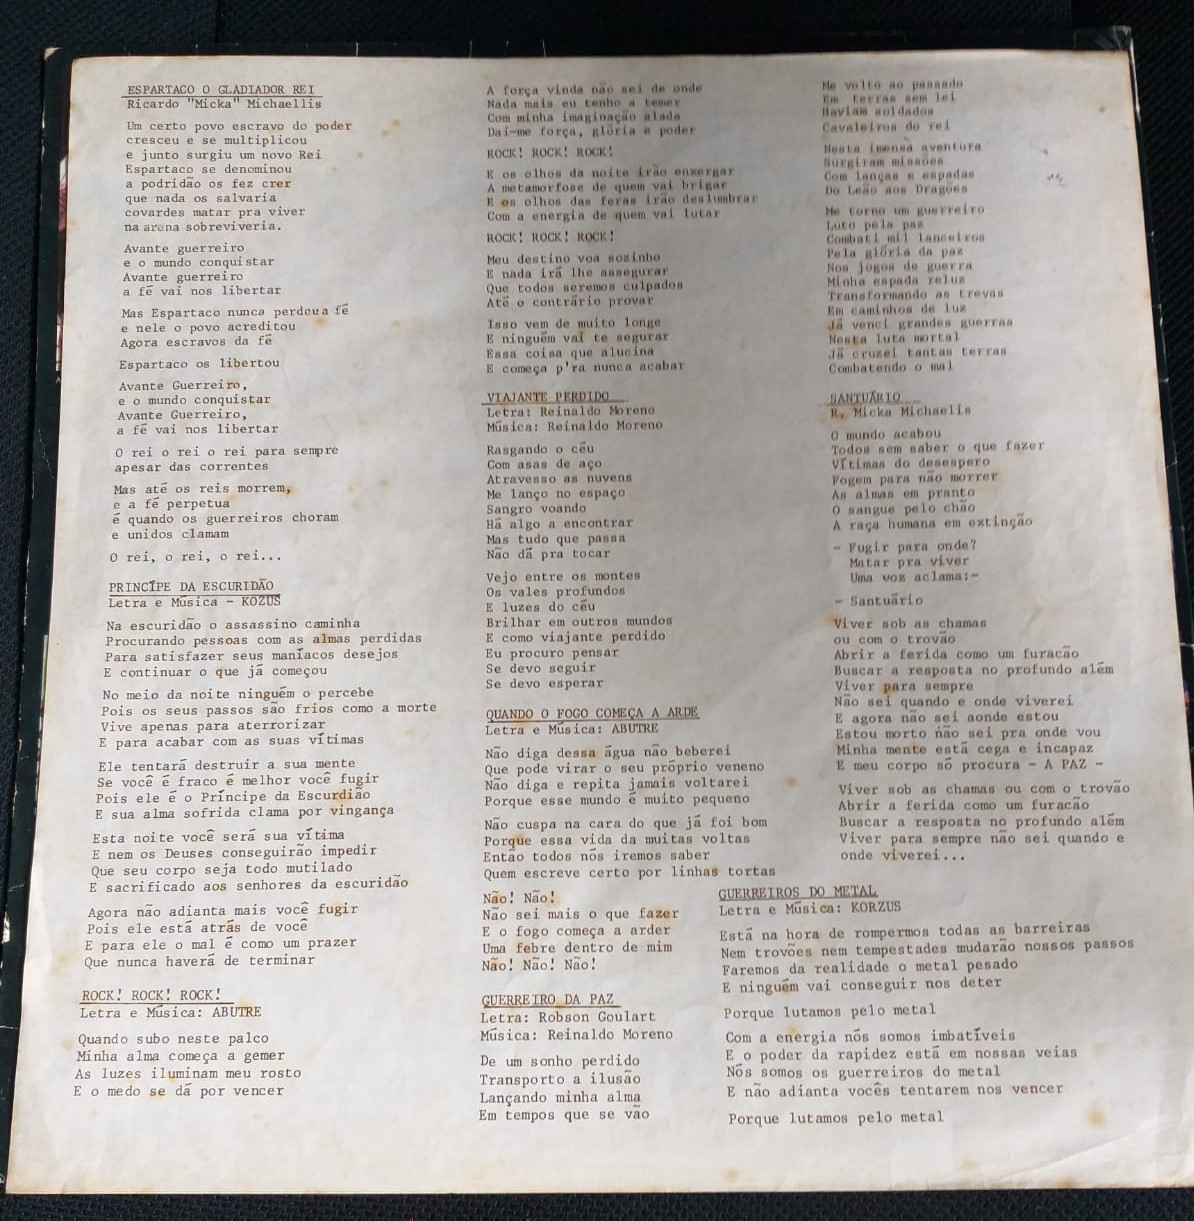 ESPARTACO O GLADIADOR REI
Ricardo "Micka" Michaellis
Um certo povo escravo do poder
cresceu e se multiplicou
e junto surgiu um novo Rei
Espartaco se denominou
a podridão os fez crer
que nada os salvaria
covardes matar pra viver
na arena sobreviveria.
Avante guerreiro
e o mundo conquistar
Avante guerreiro
a fé vai nos libertar
Mas Espartaco nunca perdeu a fé
e nele o povo acreditou
Agora escravos da fé
Espartaco os libertou
Avante Guerreiro,
e o mundo conquistar
Avante Guerreiro,
a fé vai nos libertar
O rei o rei o rei para sempre
apesar das correntes
Mas até os reis morrem,
e a fé perpetua
é quando os guerreiros choram
e unidos clamam
O rei, o rei, o rei...
PRINCÍPE DA ESCURIDÃO
Letra e Música - KOZUS
Na escuridão o assassino caminha
Procurando pessoas com as almas perdidas
Para satisfazer seus maníacos desejos
E continuar o que já começou
No meio da noite ninguém o percebe
Pois os seus passos são frios como a morte
Vive apenas para aterrorizar
E para acabar com as suas vítimas
Ele tentará destruir a sua mente
Se você é fraco é melhor você fugir
Pois ele é o Príncipe da Escurdião
E sua alma sofrida clama por vingança
Esta noite você será sua vítima
E nem os Deuses conseguirão impedir
Que seu corpo seja todo mutilado
E sacrificado aos senhores da escuridão
Agora não adianta mais você fugir
Pois ele está atrás de você
E para ele o mal é como um prazer
Que nunca haverá de terminar
ROCK! ROCK! ROCK!
Letra e Música: ABUTRE
Quando subo neste palco
Minha alma começa a gemer
As luzes iluminam meu rosto
E o medo se dá por vencer
A força vinda não sei de onde
Nada mais eu tenho a temer
Com minha imaginação alada
Dai-me força, glória e poder
ROCK! ROCK! ROCK!
E os olhos da noite irão enxergar
A metamorfose de quem vai brigar
E os olhos das feras irão deslumbrar
Com a energia de quem vai lutar
ROCK! ROCK! ROCK!
Meu destino voa sozinho
E nada irá lhe assegurar
Que todos seremos culpados
Até o contrário provar
Isso vem de muito longe
E ninguém vai te segurar
Essa coisa que alucina
E começa p'ra nunca acabar
VIAJANTE PERDIDO
Letra: Reinaldo Moreno
Música: Reinaldo Moreno
Rasgando o céu
Com asas de aço
Atravesso as nuvens
Me lanço no espaço
Sangro voando
Há algo a encontrar
Mas tudo que passa
Não dá pra tocar
Vejo entre os montes
Os vales profundos
E luzes do céu
Brilhar em outros mundos
E como viajante perdido
Eu procuro pensar
Se devo seguir
Se devo esperar
QUANDO O FOGO COMEÇA A ARDE
Letra e Música: ABUTRE
Não diga dessa água não beberei
Que pode virar o seu próprio veneno
Não diga e repita jamais voltarei
Porque esse mundo é muito pequeno
Não cuspa na cara do que já foi bom
Porque essa vida da muitas voltas
Então todos nós iremos saber
Quem escreve certo por linhas tortas
Não! Não!
Não sei mais o que fazer
E o fogo começa a arder
Uma febre dentro de mim
Não! Não! Não!
GUERREIRO DA PAZ
Letra: Robson Goulart
Música: Reinaldo Moreno
De um sonho perdido
Transporto a ilusão
Lançando minha alma
Em tempos que se vão
Me volto ao passado
Em terras sem lei
Haviam soldados
Cavaleiros do rei
Nesta imensa aventura
Surgiram missões
Com lanças e espadas
Do Leão aos Dragões
Me torno um guerreiro
Luto pela paz
Combati mil lanceiros
Pela glória da paz
Nos jogos de guerra
Minha espada reluz
Transformando as trevas
Em caminhos de luz
Já venci grandes guerras
Nesta luta mortal
Já cruzei tantas terras
Combatendo o mal
SANTUÁRIO
R. Micka Michaelis
O mundo acabou
Todos sem saber o que fazer
Vítimas do desespero
Fogem para não morrer
As almas em pranto
O sangue pelo chão
A raça humana em extinção
- Fugir para onde?
Matar pra viver
Uma voz aclama:-
- Santuário
Viver sob as chamas
ou com o trovão
Abrir a ferida como um furacão
Buscar a resposta no profundo além
Viver para sempre
Não sei quando e onde viverei
E agora não sei aonde estou
Estou morto não sei pra onde vou
Minha mente está cega e incapaz
E meu corpo só procura - A PAZ -
Viver sob as chamas ou com o trovão
Abrir a ferida como um furacão
Buscar a resposta no profundo além
Viver para sempre não sei quando e
onde viverei...
GUERREIROS DO METAL
Letra e Música: KORZUS
Está na hora de rompermos todas as barreiras
Nem trovões nem tempestades mudarão nossos passos
Faremos da realidade o metal pesado
E ninguém vai conseguir nos deter
Porque lutamos pelo metal
Com a energia nós somos imbatíveis
E o poder da rapidez está em nossas veias
Nós somos os guerreiros do metal
E não adianta vocês tentarem nos vencer
Porque lutamos pelo metal